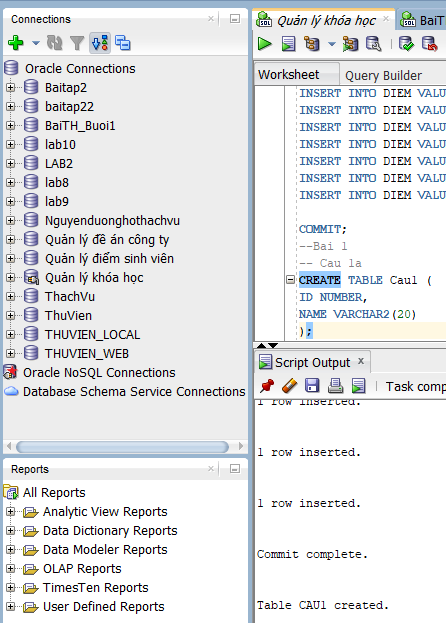 Connections
Oracle Connections
Baitap2
baitap22
BaiTH_Buoi1
lab10
LAB2
lab8
lab9
Nguyenduonghothachvu
Quản lý đề án công ty
Quản lý điểm sinh viên
Quản lý khóa học
ThachVu
ThuVien
THUVIEN_LOCAL
THUVIEN_WEB
Oracle NoSQL Connections
Database Schema Service Connections
Reports
All Reports
Analytic View Reports
Data Dictionary Reports
Data Modeler Reports
OLAP Reports
TimesTen Reports
User Defined Reports
Quản lý khóa học
BaiT
Worksheet Query Builder
INSERT INTO DIEM VALU
INSERT INTO DIEM VALU
INSERT INTO DIEM VALU
INSERT INTO DIEM VALU
INSERT INTO DIEM VALU
INSERT INTO DIEM VALU
INSERT INTO DIEM VALU
COMMIT;
--Bai 1
-- Cau 1a
CREATE TABLE Cau1 (
ID NUMBER,
NAME VARCHAR2(20)
);
Script Output
Task comp
1 row inserted.
1 row inserted.
1 row inserted.
Commit complete.
Table CAU1 created.